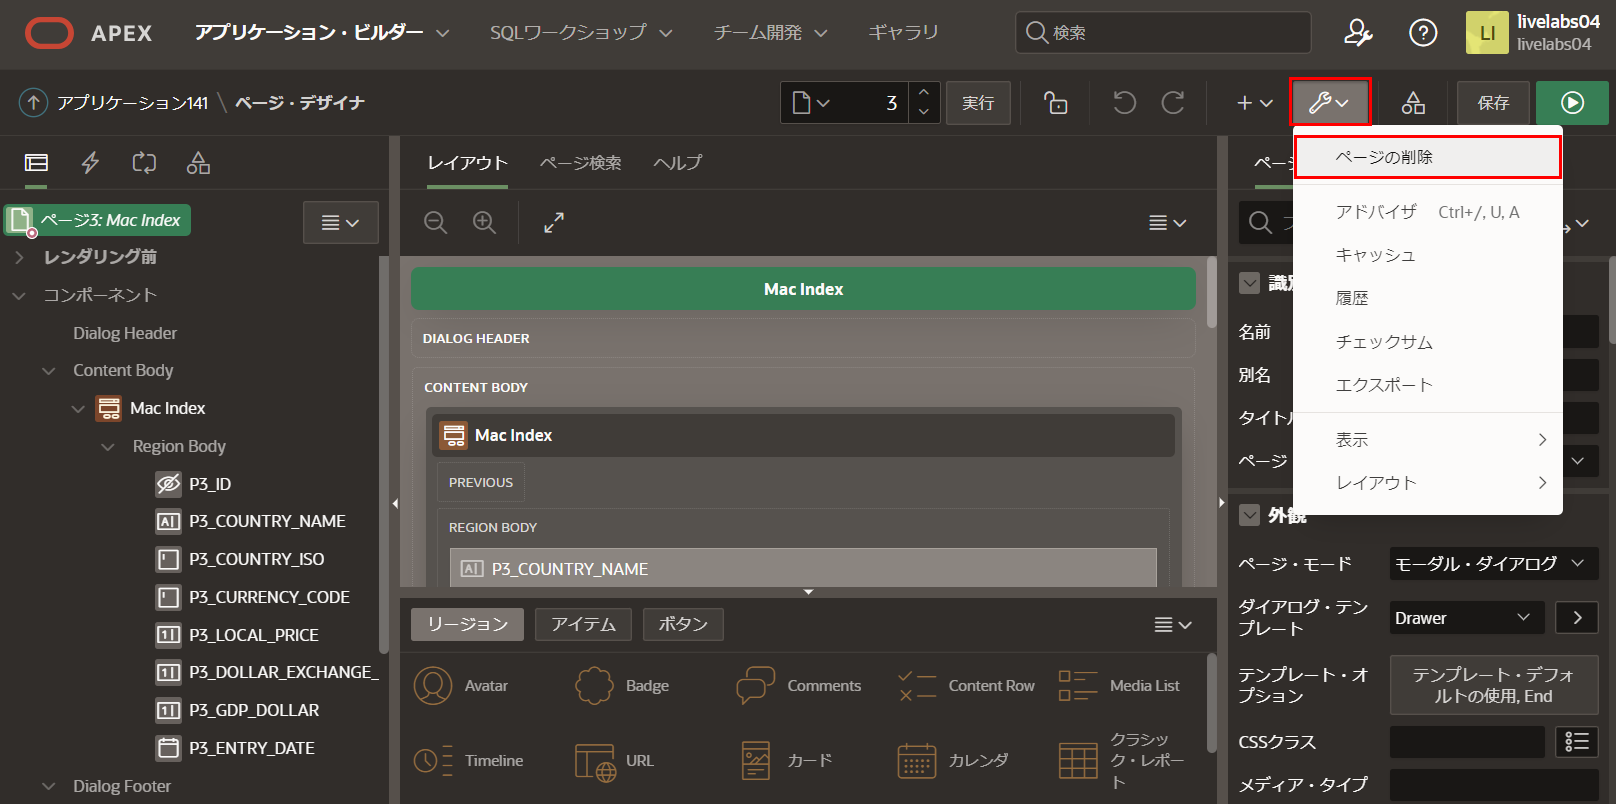 APEX
アプリケーション・ビルダー
SQLワークショップ
チーム開発
ギャラリ
検索
LI
livelabs04
livelabs04
アプリケーション141 \ ページ・デザイナ
3
実行
保存
ページ3: Mac Index
レンダリング前
コンポーネント
Dialog Header
Content Body
Mac Index
Region Body
P3_ID
P3_COUNTRY_NAME
P3_COUNTRY_ISO
P3_CURRENCY_CODE
P3_LOCAL_PRICE
P3_DOLLAR_EXCHANGE_
P3_GDP_DOLLAR
P3_ENTRY_DATE
Dialog Footer
レイアウト
ページ検索
ヘルプ
Mac Index
DIALOG HEADER
CONTENT BODY
Mac Index
PREVIOUS
REGION BODY
P3_COUNTRY_NAME
リージョン
アイテム
ボタン
Avatar
Badge
Comments
Content Row
Media List
Timeline
URL
カード
カレンダ
クラシッ
ク・レポー
ト
ページの削除
アドバイザ Ctrl+/, U, A
キャッシュ
履歴
チェックサム
エクスポート
表示
レイアウト
名前
別名
ページ
外観
ページ・モード
モーダル・ダイアログ
ダイアログ・テン
プレート
Drawer
テンプレート・オ
プション
テンプレート・デフォ
ルトの使用, End
CSSクラス
メディア・タイプ